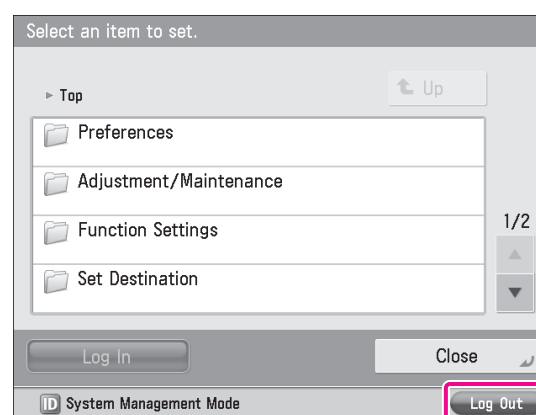 Select an item to set.
Top
Up
Preferences
Adjustment/Maintenance
Function Settings
Set Destination
1/2
Log In
Close
ID System Management Mode
Log Out